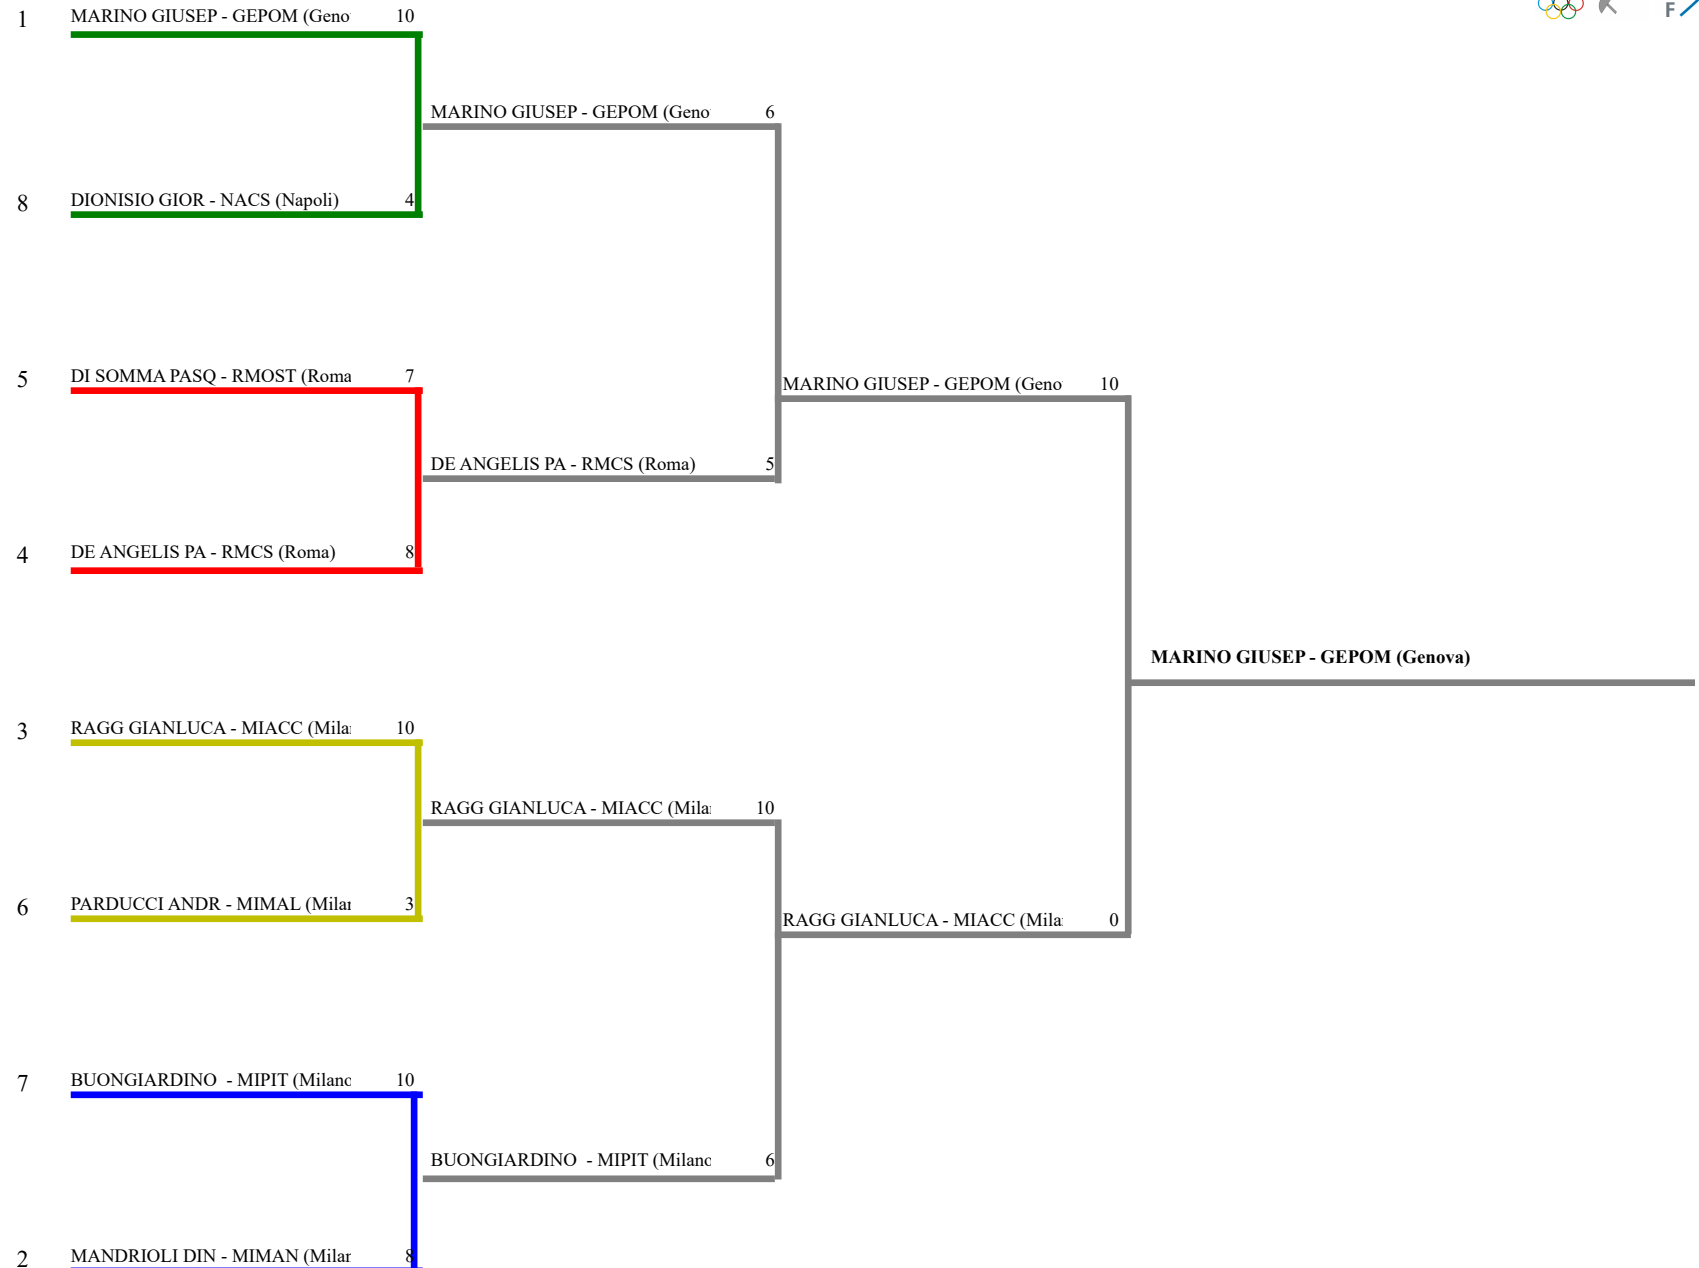 1 MARINO GIUSEP - GEPOM (Geno 10
F
MARINO GIUSEP - GEPOM (Geno 6
8 DIONISIO GIOR - NACS (Napoli) 4
5 DI SOMMA PASQ - RMOST (Roma 7
MARINO GIUSEP - GEPOM (Geno 10
DE ANGELIS PA - RMCS (Roma) 5
4 DE ANGELIS PA - RMCS (Roma) 8
MARINO GIUSEP - GEPOM (Genova)
3 RAGG GIANLUCA - MIACC (Mila 10
RAGG GIANLUCA - MIACC (Mila 10
6 PARDUCCI ANDR - MIMAL (Milan 3
RAGG GIANLUCA - MIACC (Mila 0
7 BUONGIARDINO - MIPIT (Milano 10
BUONGIARDINO - MIPIT (Milano 6
2 MANDRIOLI DIN - MIMAN (Milan 8